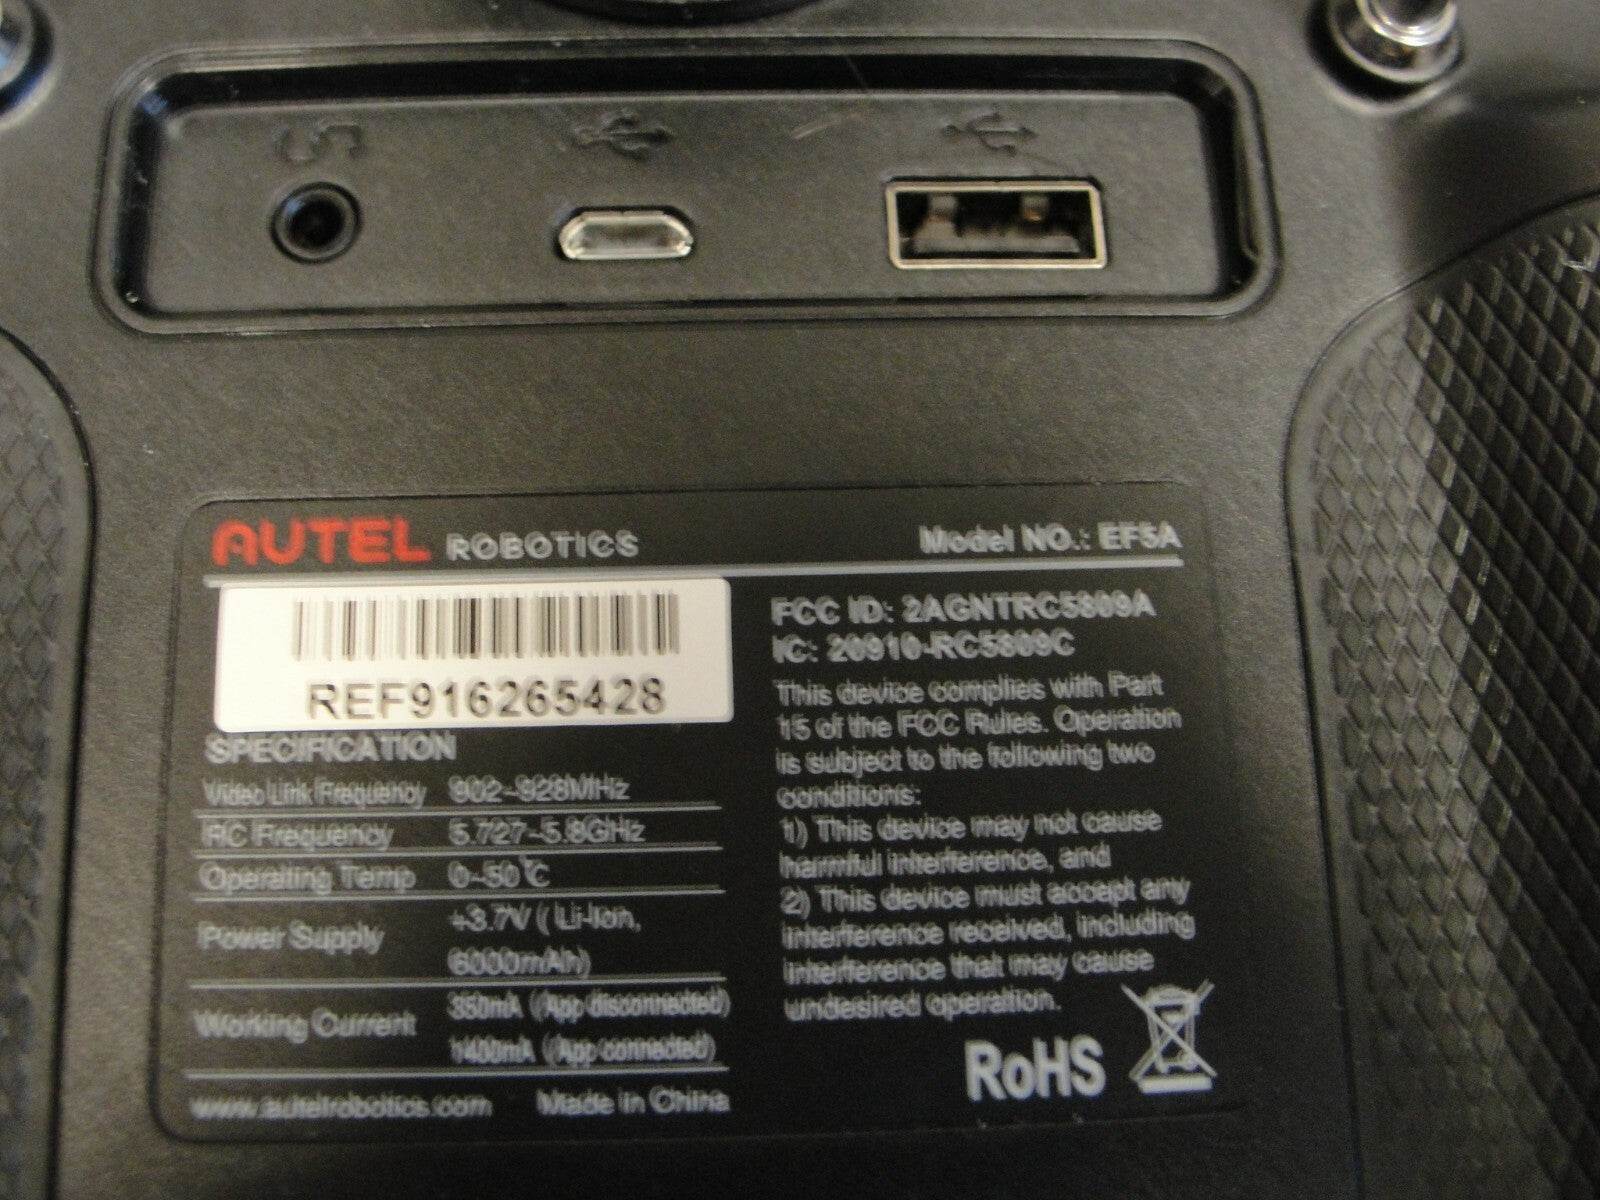 AUTEL ROBOTICS
Model NO.: EF5A
REF916265428
SPECIFICATION
Video Link Frequency 902~928MHz
RC Frequency 5.727~5.8GHz
Operating Temp 0~50℃
Power Supply +3.7V ( Li-Ion,
6000mAh)
Working Current 350mA (App disconnected)
1400mA (App connected)
www.autelrobotics.com Made in China
FCC ID: 2AGNTRC5809A
IC: 20910-RC5809C
This device complies with Part
15 of the FCC Rules. Operation
is subject to the following two
conditions:
1) This device may not cause
harmful interference, and
2) This device must accept any
interference received, including
interference that may cause
undesired operation.
RoHS